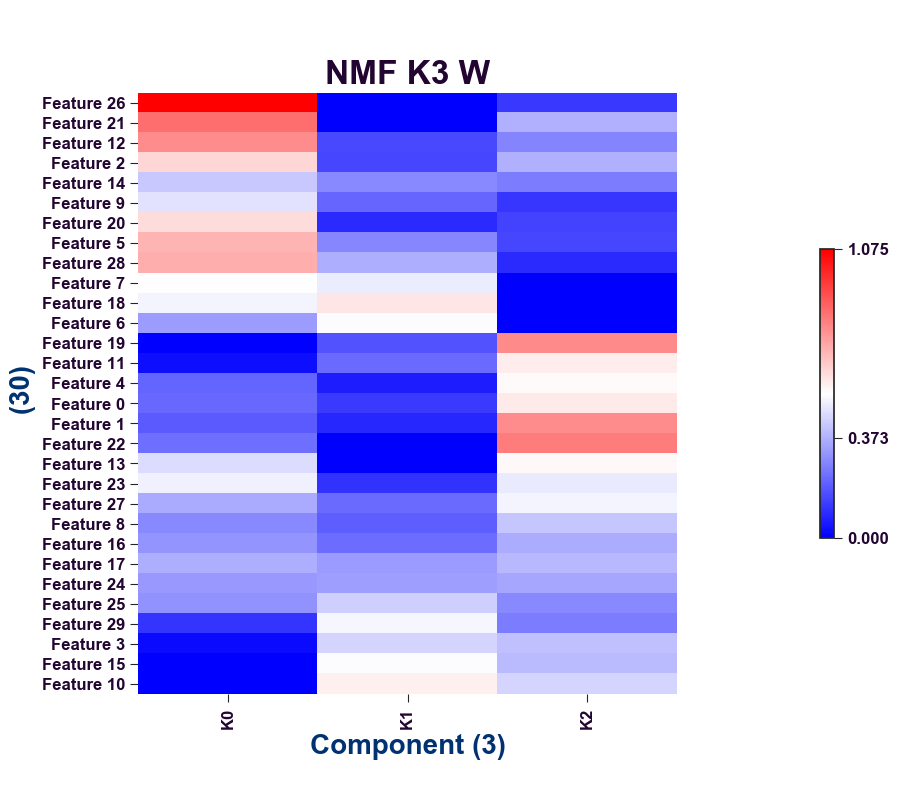 NMF K3 W
Feature 26
Feature 21
Feature 12
Feature 2
Feature 14
Feature 9
Feature 20
Feature 5
Feature 28
Feature 7
Feature 18
Feature 6
Feature 19
Feature 11
Feature 4
Feature 0
Feature 1
Feature 22
Feature 13
Feature 23
Feature 27
Feature 8
Feature 16
Feature 17
Feature 24
Feature 25
Feature 29
Feature 3
Feature 15
Feature 10
(30)
K0
K1
K2
Component (3)
1.075
0.373
0.000